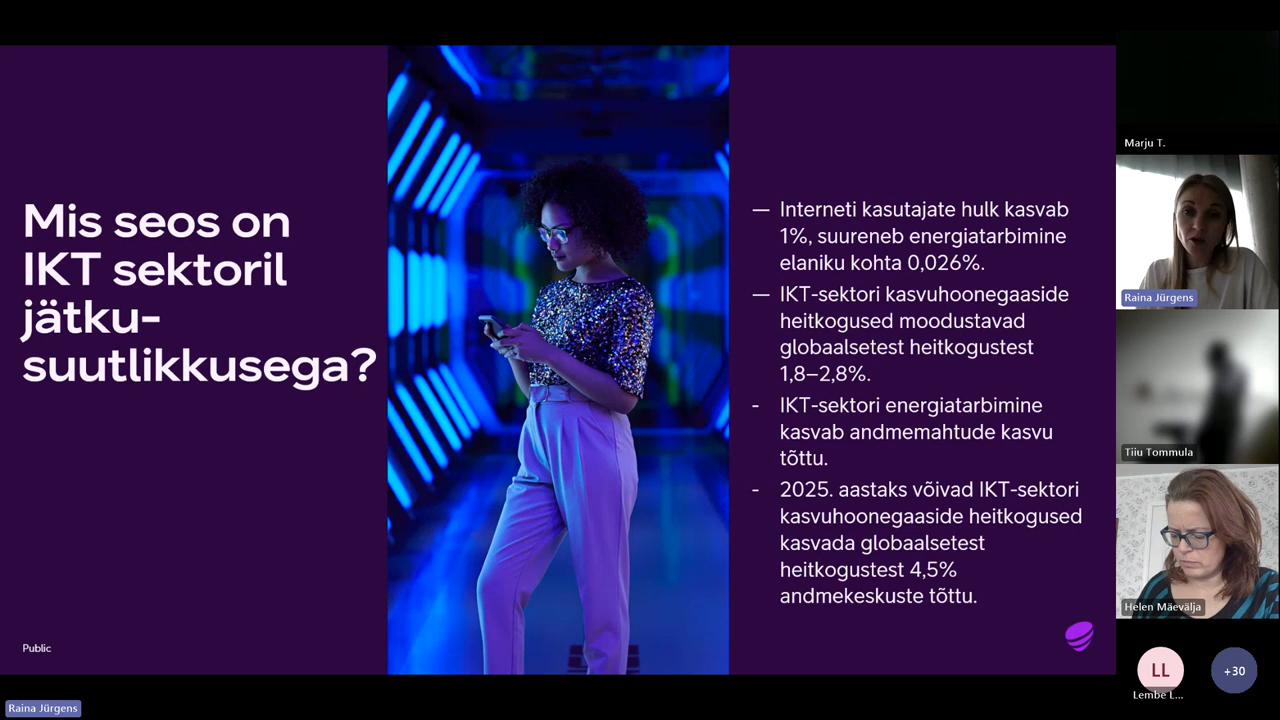 Mis seos on
IKT sektoril
jätku-
suutlikkusega?
— Interneti kasutajate hulk kasvab
1%, suureneb energiatarbimine
elaniku kohta 0,026%.
— IKT-sektori kasvuhoonegaaside
heitkogused moodustavad
globaalsetest heitkogustest
1,8–2,8%.
- IKT-sektori energiatarbimine
kasvab andmemahtude kasvu
tõttu.
- 2025. aastaks võivad IKT-sektori
kasvuhoonegaaside heitkogused
kasvada globaalsetest
heitkogustest 4,5%
andmekeskuste tõttu.
Public
Raina Jürgens
Marju T.
Raina Jürgens
Tiiu Tommula
Helen Mäevälja
LL
Lembe L...
+30